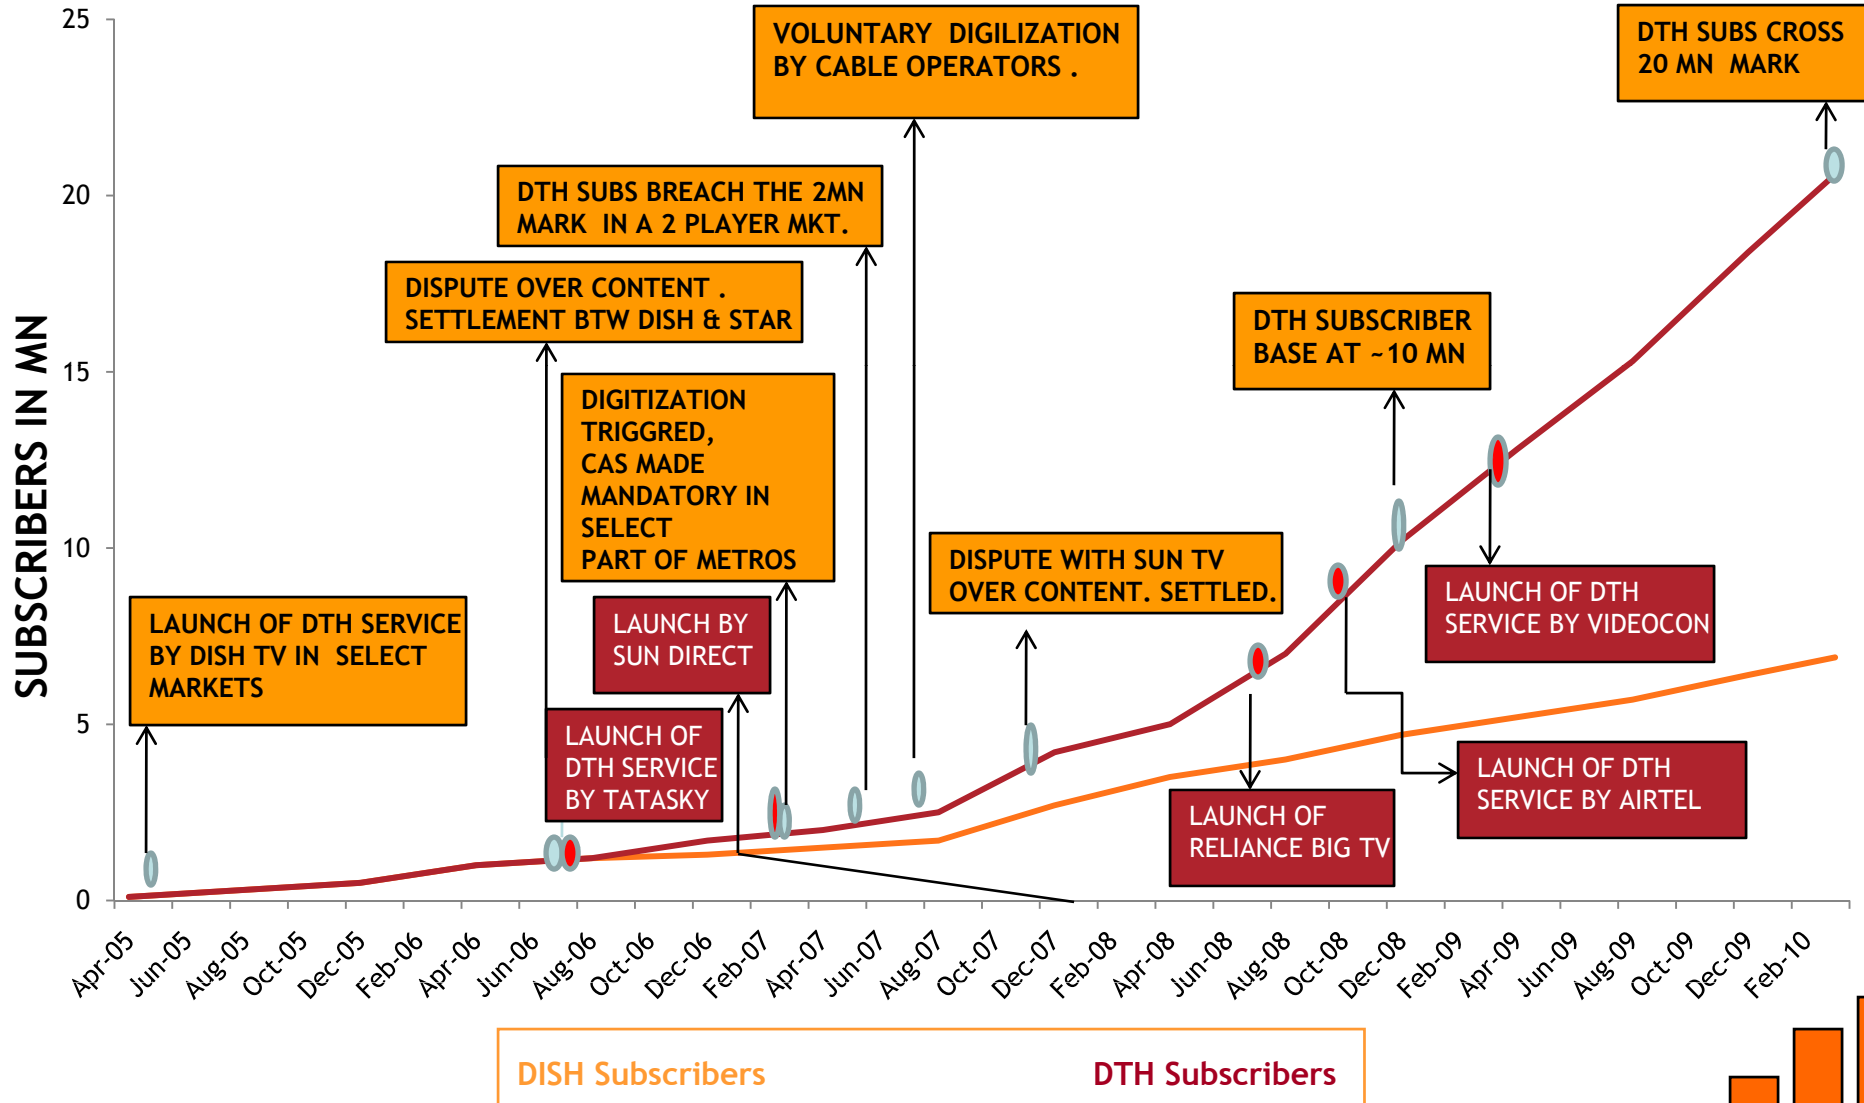 25
20
15
10
5
0
SUBSCRIBERS IN MN
VOLUNTARY DIGILIZATION
BY CABLE OPERATORS .
DTH SUBS CROSS
20 MN MARK
DTH SUBS BREACH THE 2MN
MARK IN A 2 PLAYER MKT.
DISPUTE OVER CONTENT .
SETTLEMENT BTW DISH & STAR
DTH SUBSCRIBER
BASE AT ~10 MN
DIGITIZATION
TRIGGRED,
CAS MADE
MANDATORY IN
SELECT
PART OF METROS
DISPUTE WITH SUN TV
OVER CONTENT. SETTLED.
LAUNCH OF DTH SERVICE
BY DISH TV IN SELECT
MARKETS
LAUNCH BY
SUN DIRECT
LAUNCH OF DTH
SERVICE BY VIDEOCON
LAUNCH OF
DTH SERVICE
BY TATASKY
LAUNCH OF DTH
SERVICE BY AIRTEL
LAUNCH OF
RELIANCE BIG TV
Apr-05
Jun-05
Aug-05
Oct-05
Dec-05
Feb-06
Apr-06
Jun-06
Aug-06
Oct-06
Dec-06
Feb-07
Apr-07
Jun-07
Aug-07
Oct-07
Dec-07
Feb-08
Apr-08
Jun-08
Aug-08
Oct-08
Dec-08
Feb-09
Apr-09
Jun-09
Aug-09
Oct-09
Dec-09
Feb-10
DISH Subscribers
DTH Subscribers